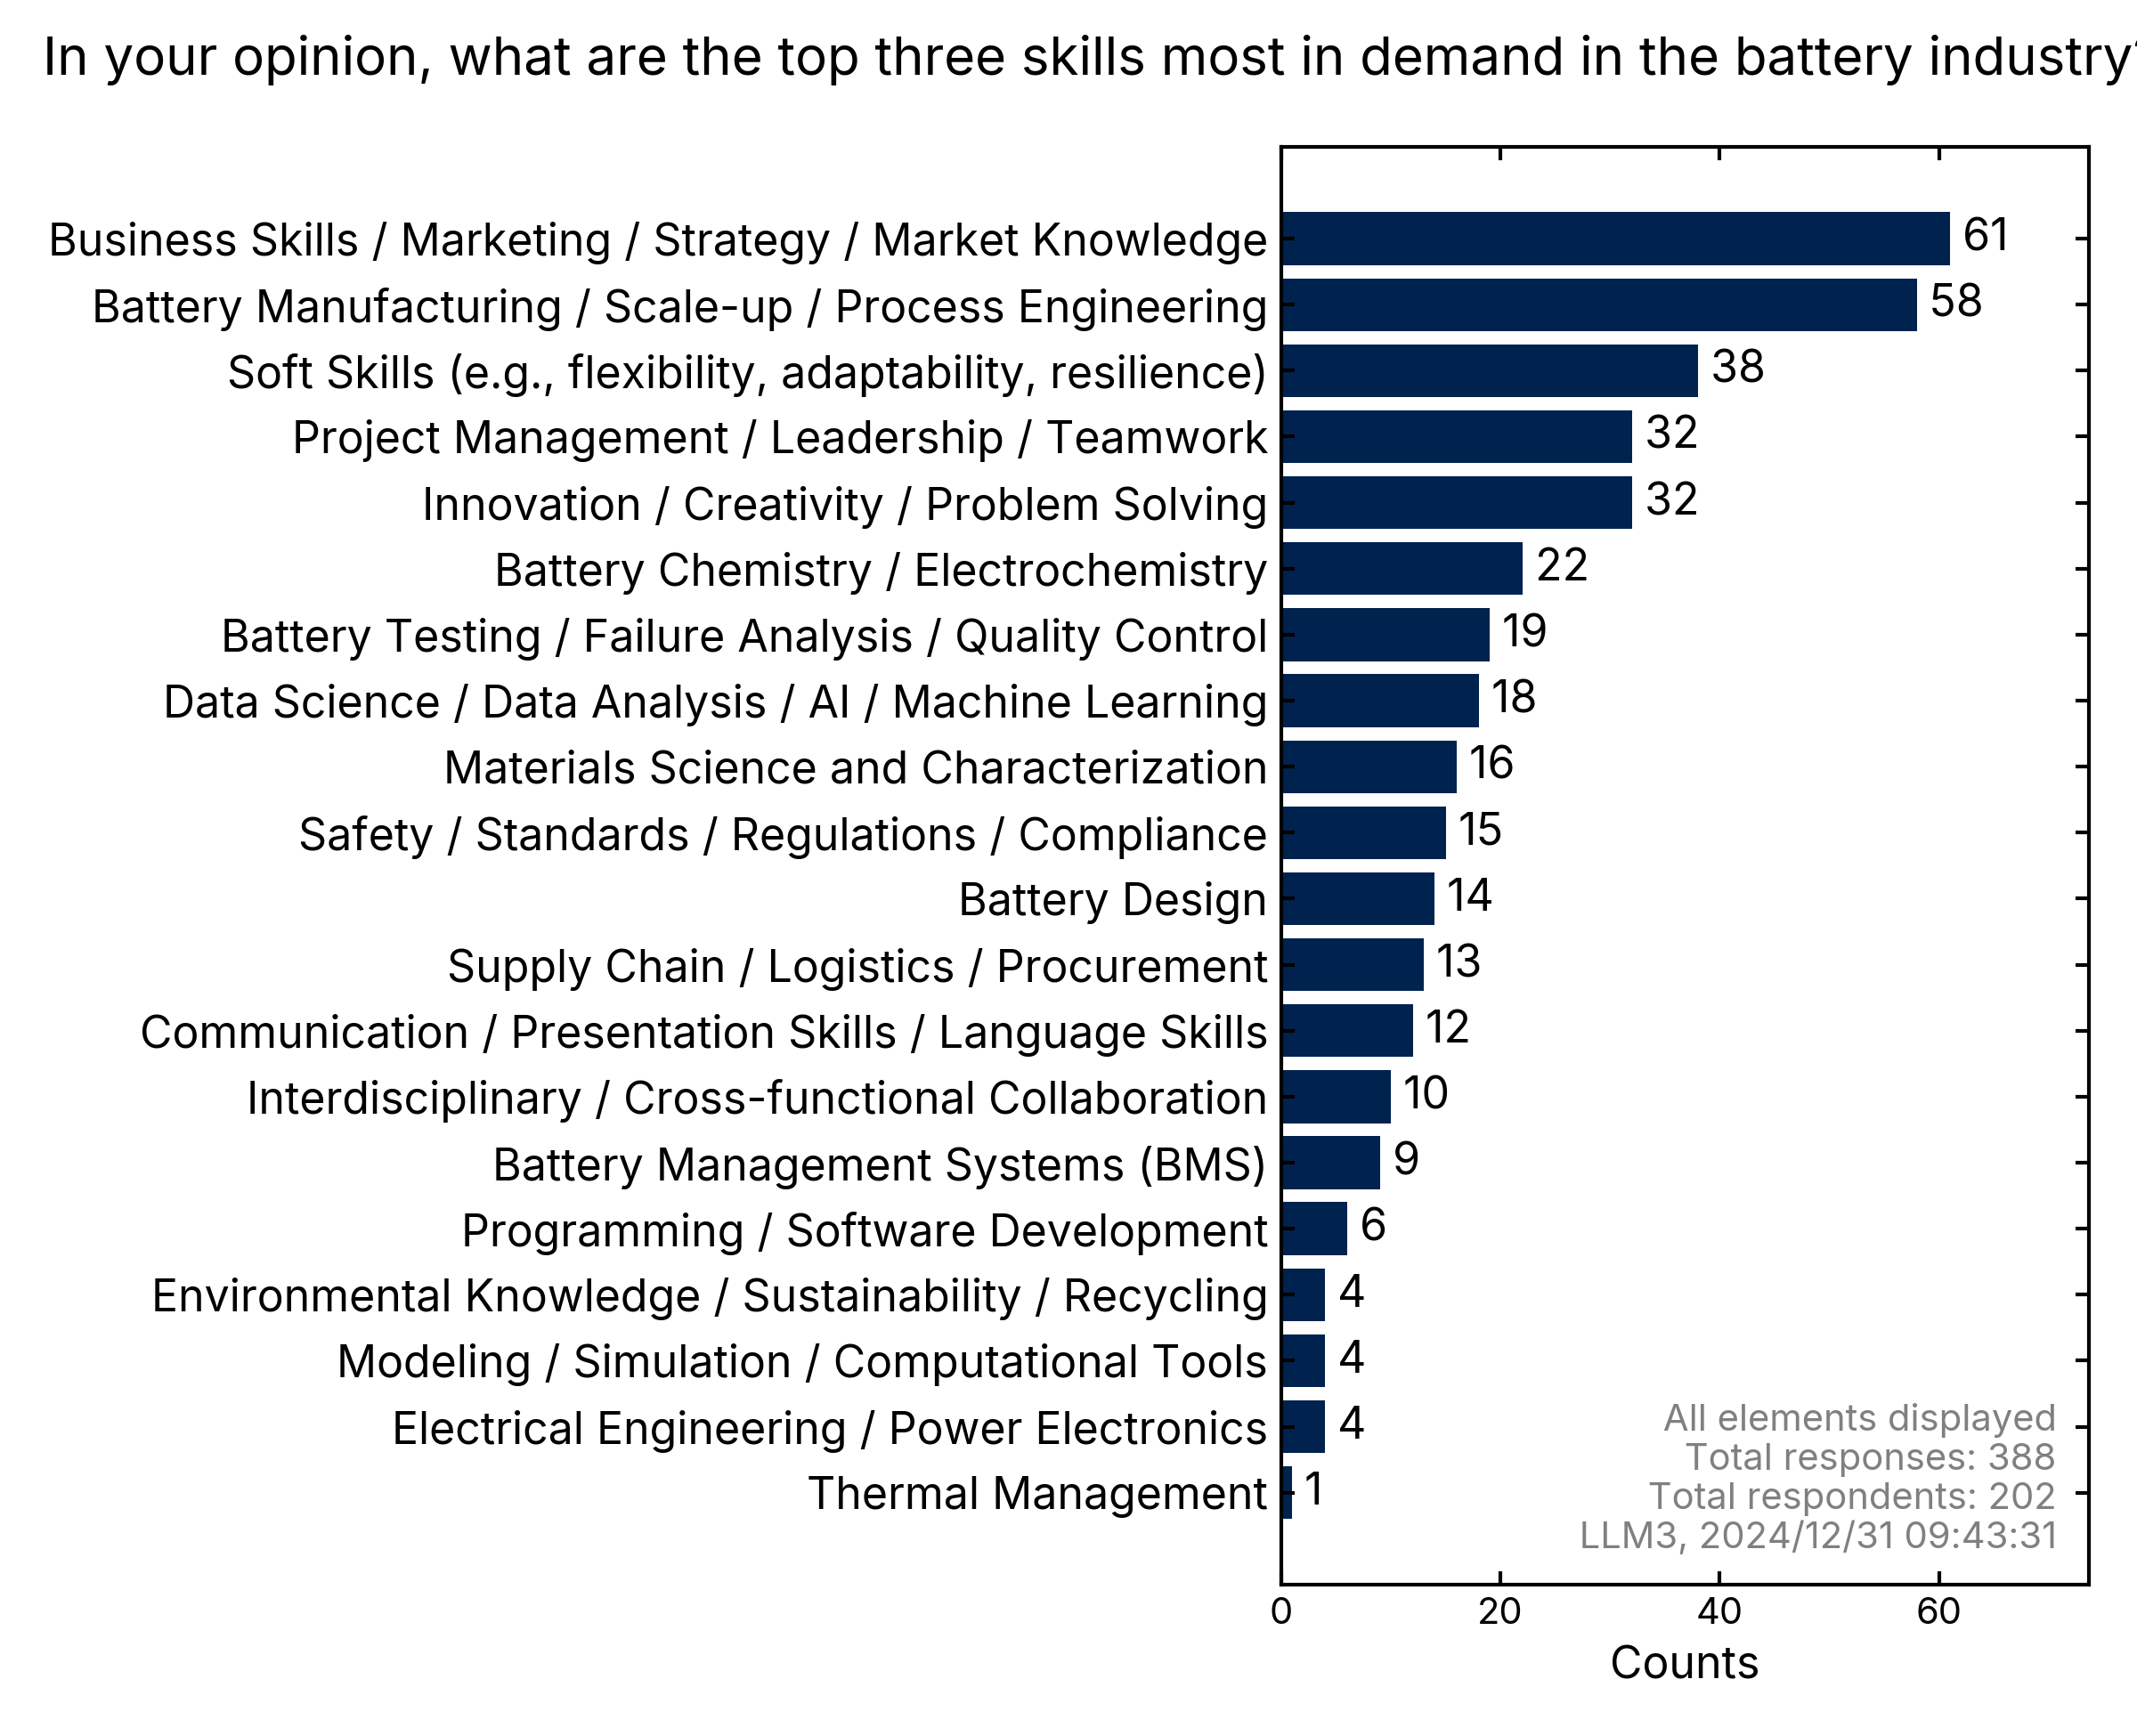 In your opinion, what are the top three skills most in demand in the battery industry?
Business Skills / Marketing / Strategy / Market Knowledge 61
Battery Manufacturing / Scale-up / Process Engineering 58
Soft Skills (e.g., flexibility, adaptability, resilience) 38
Project Management / Leadership / Teamwork 32
Innovation / Creativity / Problem Solving 32
Battery Chemistry / Electrochemistry 22
Battery Testing / Failure Analysis / Quality Control 19
Data Science / Data Analysis / AI / Machine Learning 18
Materials Science and Characterization 16
Safety / Standards / Regulations / Compliance 15
Battery Design 14
Supply Chain / Logistics / Procurement 13
Communication / Presentation Skills / Language Skills 12
Interdisciplinary / Cross-functional Collaboration 10
Battery Management Systems (BMS) 9
Programming / Software Development 6
Environmental Knowledge / Sustainability / Recycling 4
Modeling / Simulation / Computational Tools 4
Electrical Engineering / Power Electronics 4
Thermal Management 1
All elements displayed
Total responses: 388
Total respondents: 202
LLM3, 2024/12/31 09:43:31
0 20 40 60
Counts